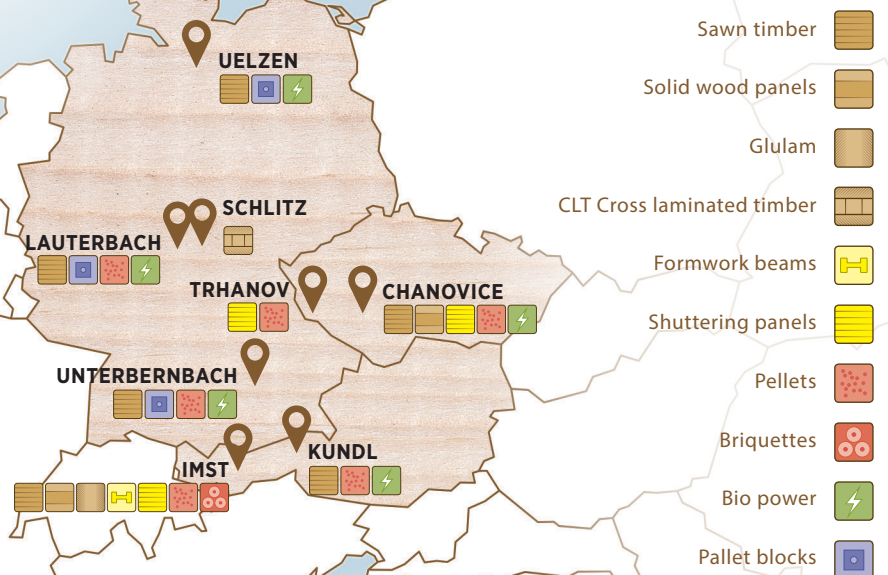 UELZEN
SCHLITZ
LAUTERBACH
TRHANOV
CHANOVICE
UNTERBERNBACH
KUNDL
IMST
Sawn timber
Solid wood panels
Glulam
CLT Cross laminated timber
Formwork beams
Shuttering panels
Pellets
Briquettes
Bio power
Pallet blocks